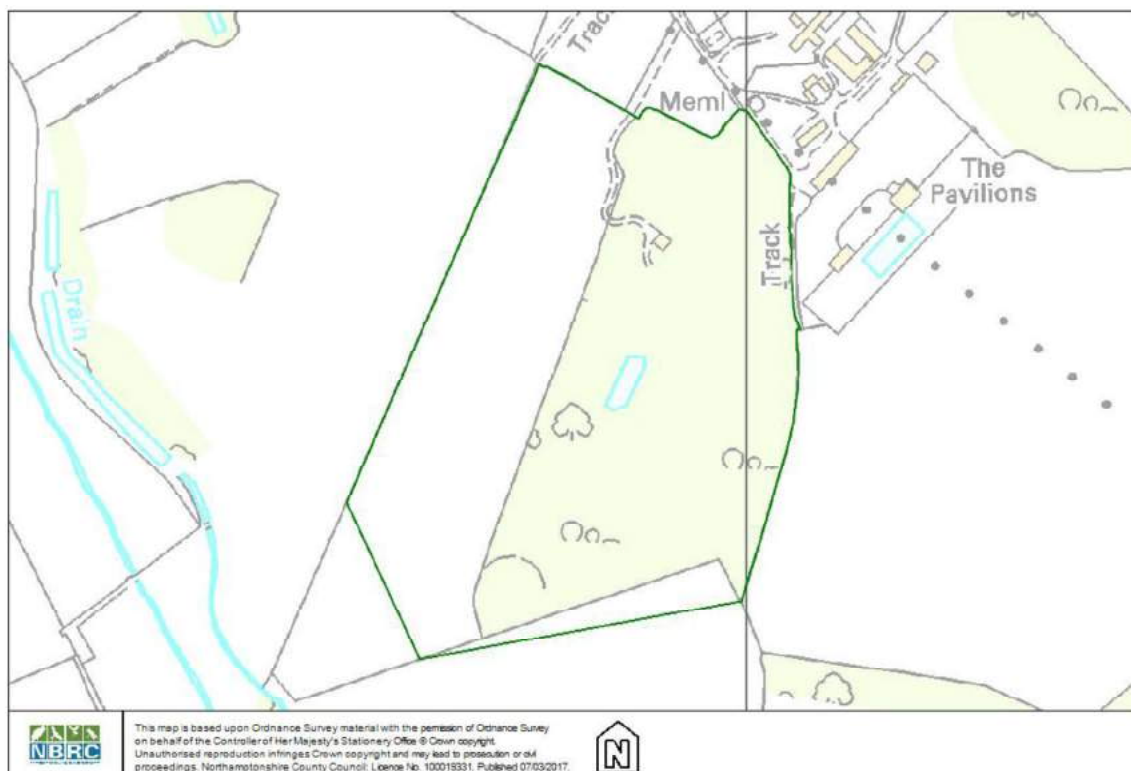 Track
Meml
The
Pavilions
Track
Drain
NBRC
This map is based upon Ordnance Survey material with the permission of Ordnance Survey
on behalf of the Controller of Her Majesty's Stationery Office © Crown copyright.
Unauthorised reproduction infringes Crown copyright and may lead to prosecution or civil
proceedings. Northamptonshire County Council: Licence No. 100019331. Published 07/03/2017.
N